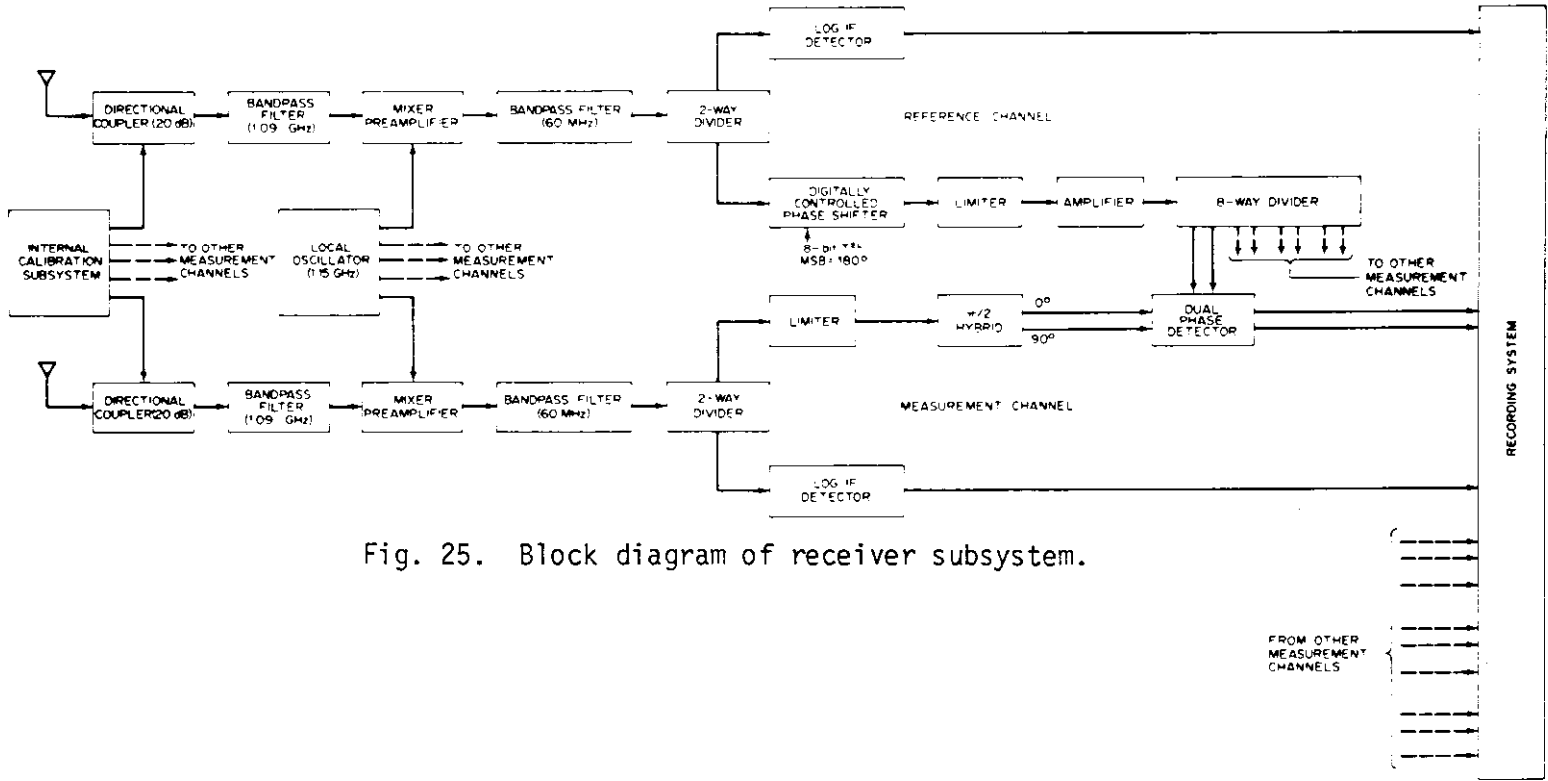 LOG IF
DETECTOR
DIRECTIONAL
COUPLER (20 dB)
BANDPASS
FILTER
(1.09 GHz)
MIXER
PREAMPLIFIER
BANDPASS FILTER
(60 MHz)
2-WAY
DIVIDER
REFERENCE CHANNEL
DIGITALLY
CONTROLLED
PHASE SHIFTER
LIMITER
AMPLIFIER
8-WAY DIVIDER
8-bit
MSB = 180°
INTERNAL
CALIBRATION
SUBSYSTEM
TO OTHER
MEASUREMENT
CHANNELS
LOCAL
OSCILLATOR
(1.15 GHz)
TO OTHER
MEASUREMENT
CHANNELS
TO OTHER
MEASUREMENT
CHANNELS
LIMITER
π/2
HYBRID
0°
90°
DUAL
PHASE
DETECTOR
DIRECTIONAL
COUPLER (20 dB)
BANDPASS
FILTER
(1.09 GHz)
MIXER
PREAMPLIFIER
BANDPASS FILTER
(60 MHz)
2-WAY
DIVIDER
MEASUREMENT CHANNEL
LOG IF
DETECTOR
RECORDING SYSTEM
Fig. 25. Block diagram of receiver subsystem.
FROM OTHER
MEASUREMENT
CHANNELS